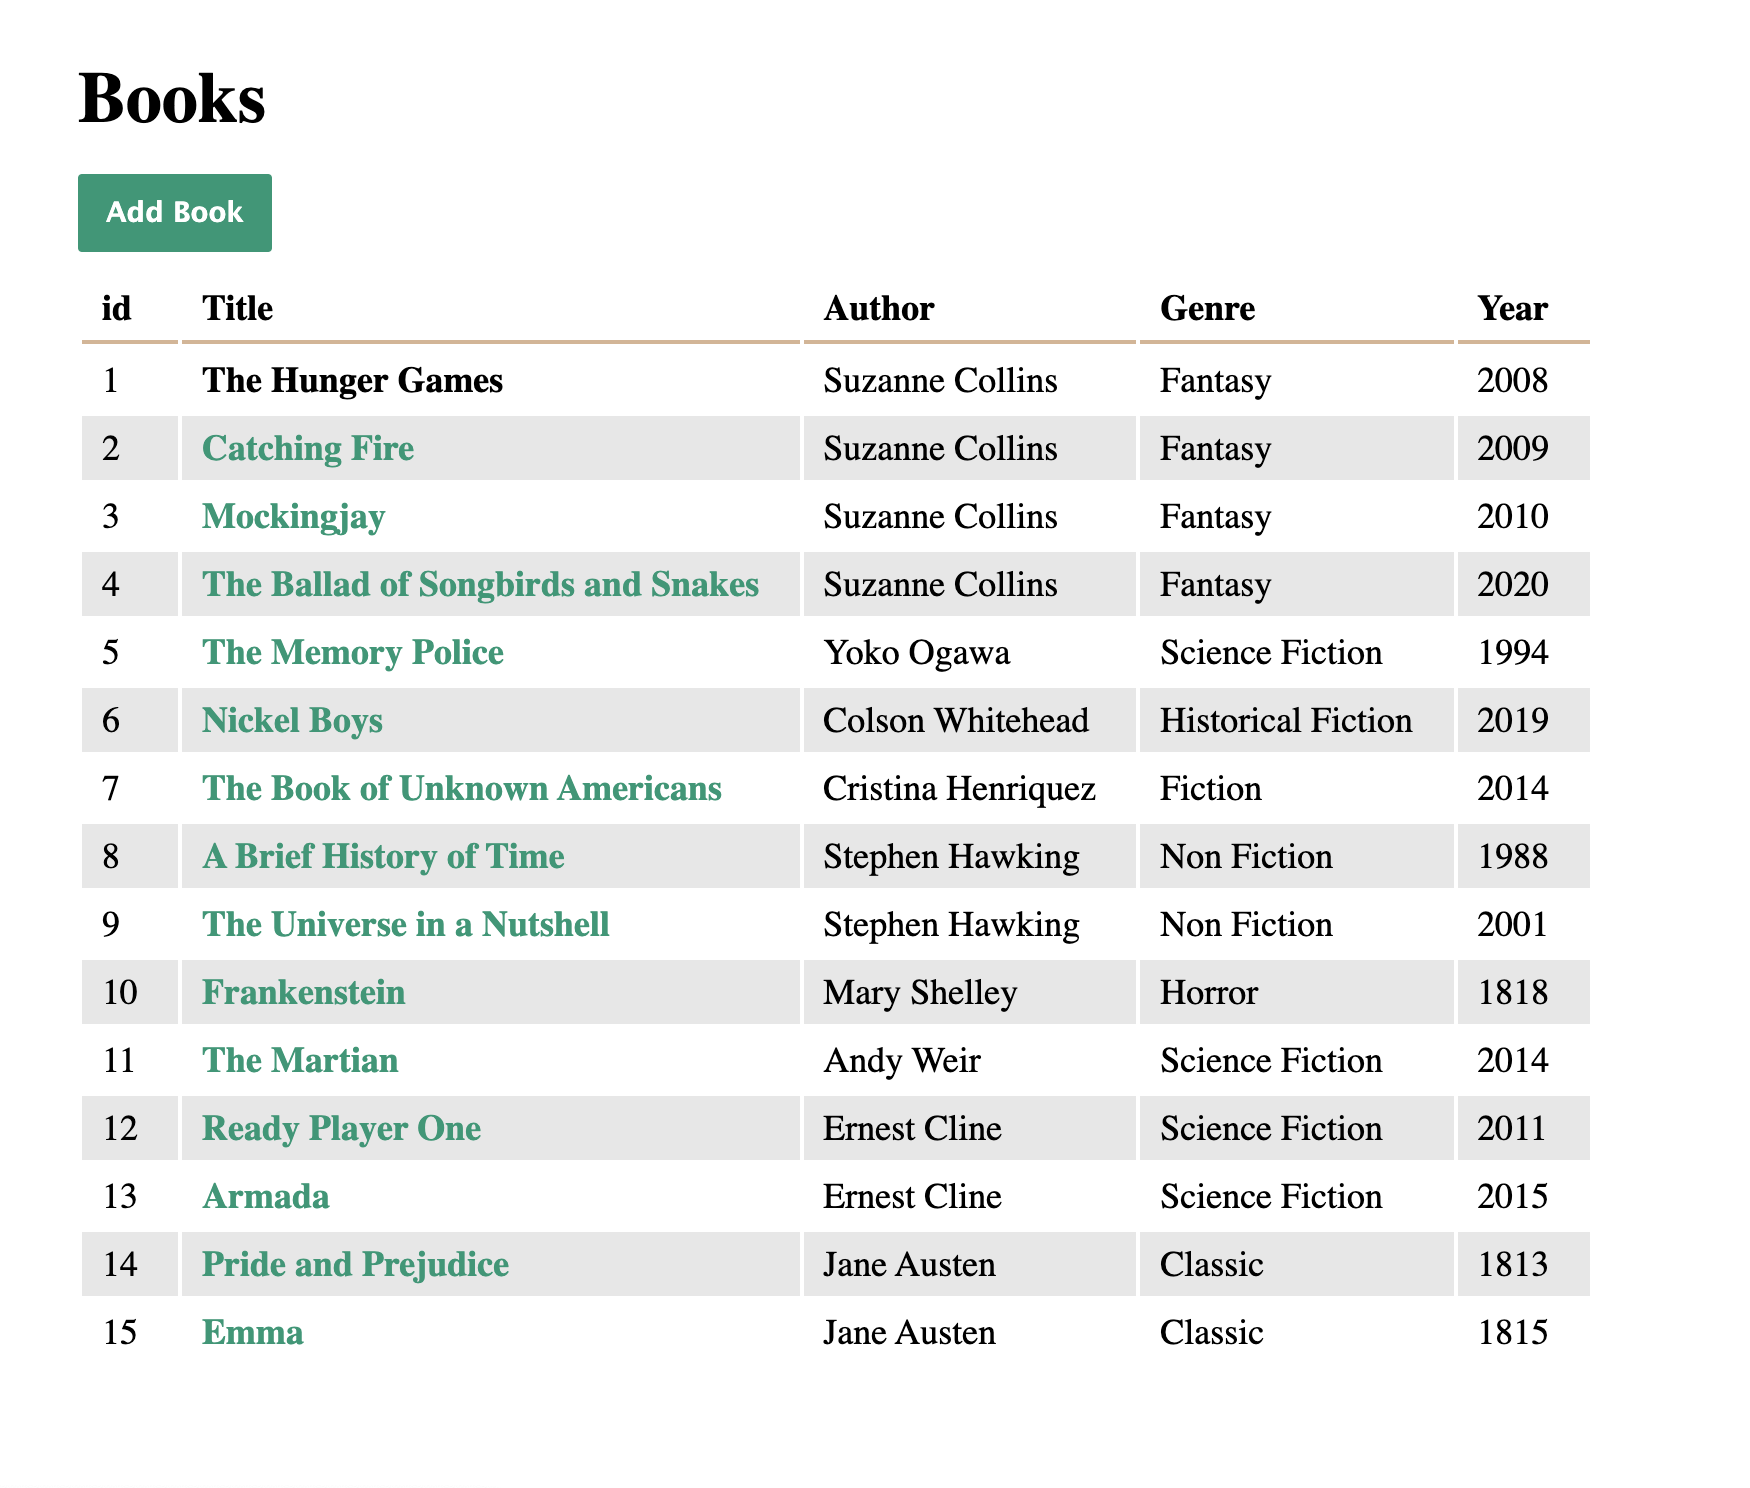 Books
Add Book
id Title Author Genre Year
1 The Hunger Games Suzanne Collins Fantasy 2008
2 Catching Fire Suzanne Collins Fantasy 2009
3 Mockingjay Suzanne Collins Fantasy 2010
4 The Ballad of Songbirds and Snakes Suzanne Collins Fantasy 2020
5 The Memory Police Yoko Ogawa Science Fiction 1994
6 Nickel Boys Colson Whitehead Historical Fiction 2019
7 The Book of Unknown Americans Cristina Henriquez Fiction 2014
8 A Brief History of Time Stephen Hawking Non Fiction 1988
9 The Universe in a Nutshell Stephen Hawking Non Fiction 2001
10 Frankenstein Mary Shelley Horror 1818
11 The Martian Andy Weir Science Fiction 2014
12 Ready Player One Ernest Cline Science Fiction 2011
13 Armada Ernest Cline Science Fiction 2015
14 Pride and Prejudice Jane Austen Classic 1813
15 Emma Jane Austen Classic 1815